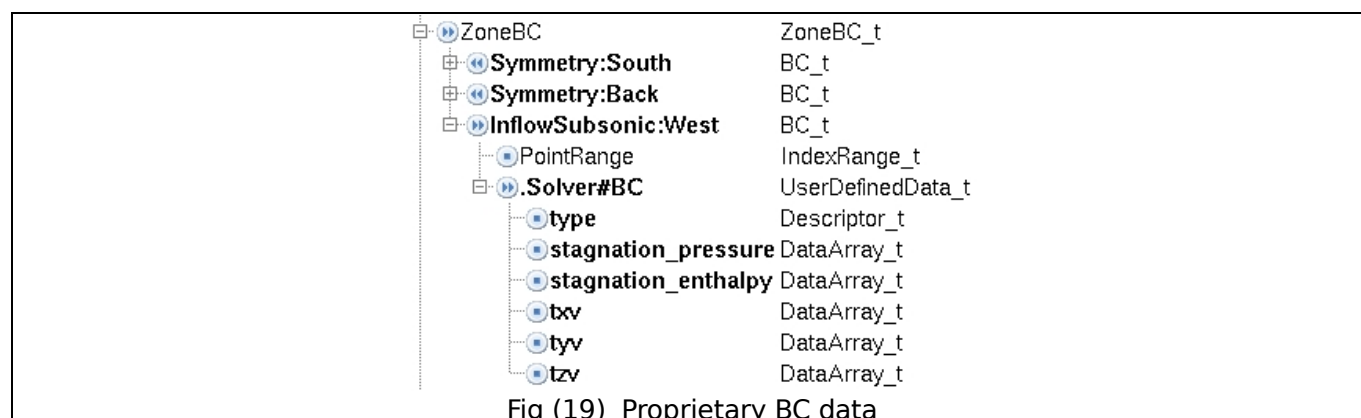 ZoneBC ZoneBC_t
Symmetry:South BC_t
Symmetry:Back BC_t
InflowSubsonic:West BC_t
PointRange IndexRange_t
.Solver#BC UserDefinedData_t
type Descriptor_t
stagnation_pressure DataArray_t
stagnation_enthalpy DataArray_t
txv DataArray_t
tyv DataArray_t
tzv DataArray_t
Fig (19) Proprietary BC data